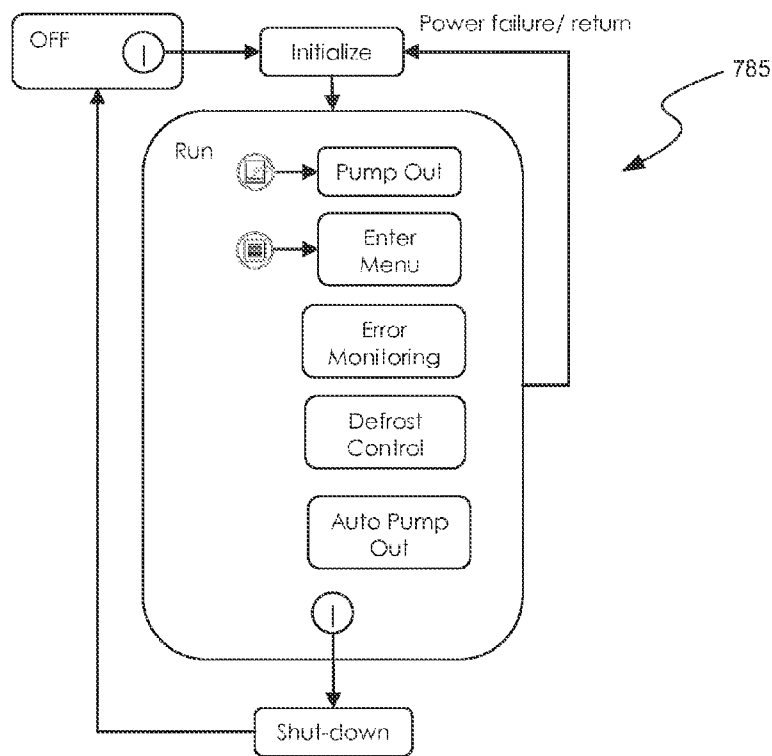 Power failure/ return
OFF
Initialize
785
Run
Pump Out
Enter
Menu
Error
Monitoring
Defrost
Control
Auto Pump
Out
Shut-down